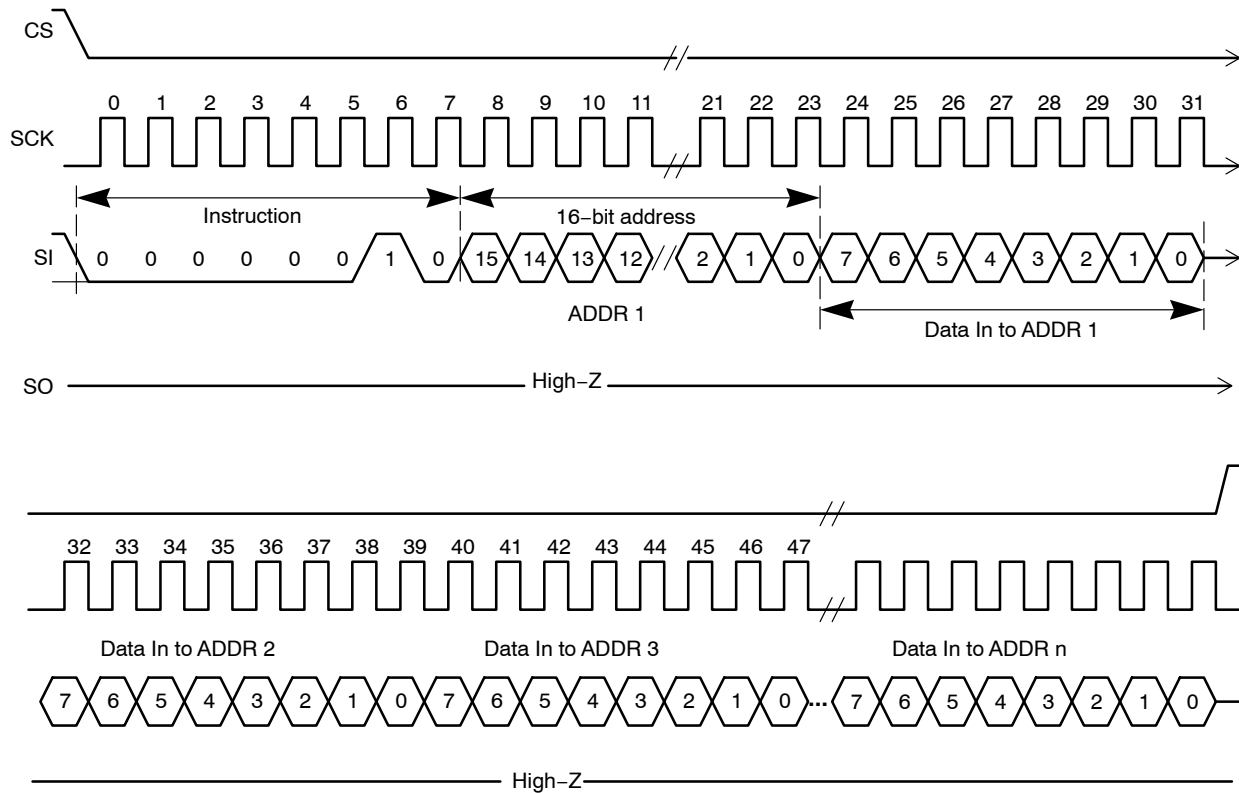 CS
0 1 2 3 4 5 6 7 8 9 10 11 21 22 23 24 25 26 27 28 29 30 31
SCK
Instruction 16−bit address
SI 0 0 0 0 0 0 1 0 15 14 13 12 2 1 0 7 6 5 4 3 2 1 0
ADDR 1
Data In to ADDR 1
SO High−Z
32 33 34 35 36 37 38 39 40 41 42 43 44 45 46 47
Data In to ADDR 2 Data In to ADDR 3 Data In to ADDR n
7 6 5 4 3 2 1 0 7 6 5 4 3 2 1 0 ... 7 6 5 4 3 2 1 0
High−Z